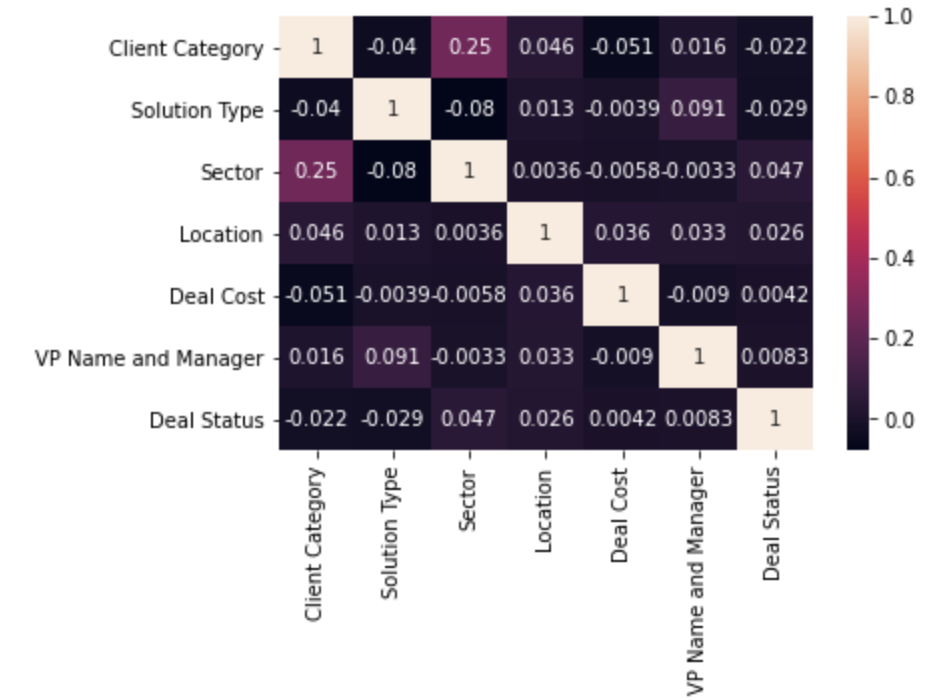 Client Category 1 -0.04 0.25 0.046 -0.051 0.016 -0.022
Solution Type -0.04 1 -0.08 0.013 -0.0039 0.091 -0.029
Sector 0.25 -0.08 1 0.0036 -0.0058 -0.0033 0.047
Location 0.046 0.013 0.0036 1 0.036 0.033 0.026
Deal Cost -0.051 -0.0039 -0.0058 0.036 1 -0.009 0.0042
VP Name and Manager 0.016 0.091 -0.0033 0.033 -0.009 1 0.0083
Deal Status -0.022 -0.029 0.047 0.026 0.0042 0.0083 1
Client Category
Solution Type
Sector
Location
Deal Cost
VP Name and Manager
Deal Status
1.0
0.8
0.6
0.4
0.2
0.0